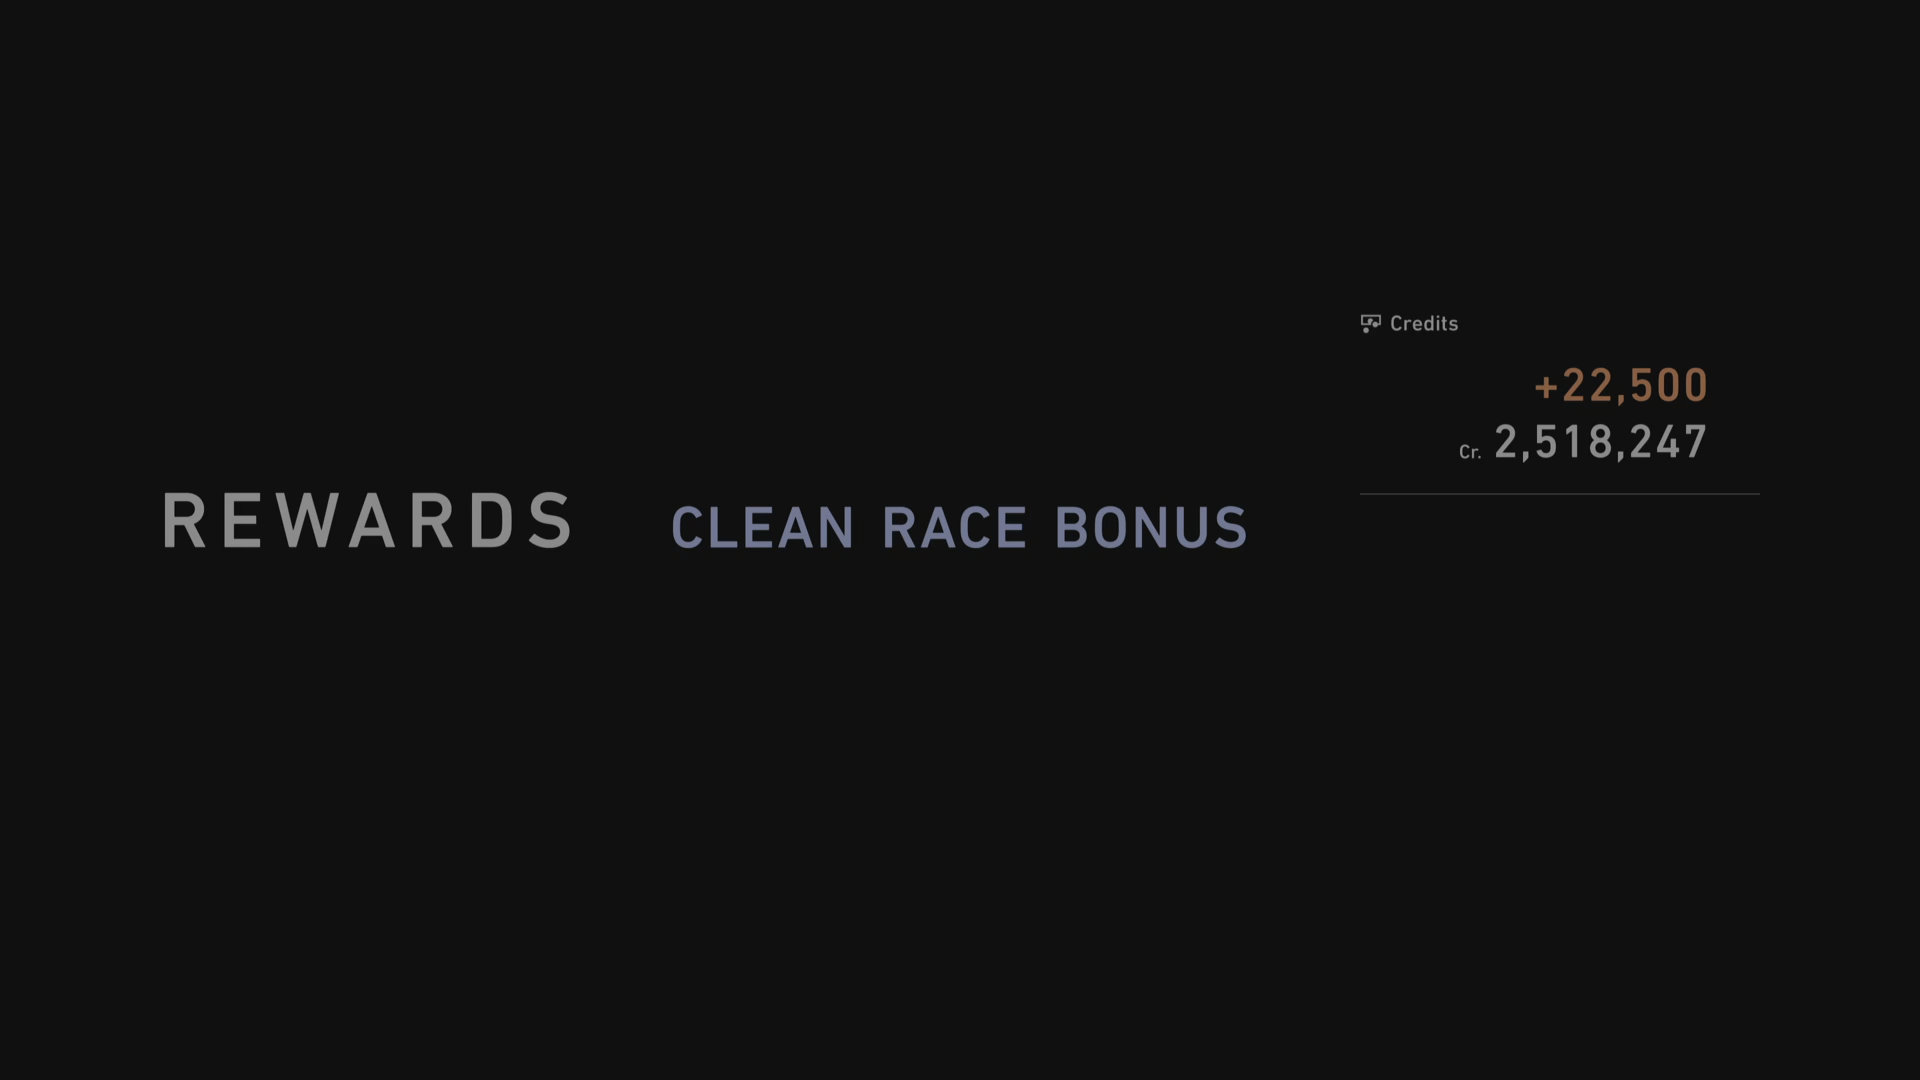 Credits
+22,500
Cr. 2,518,247
REWARDS
CLEAN RACE BONUS